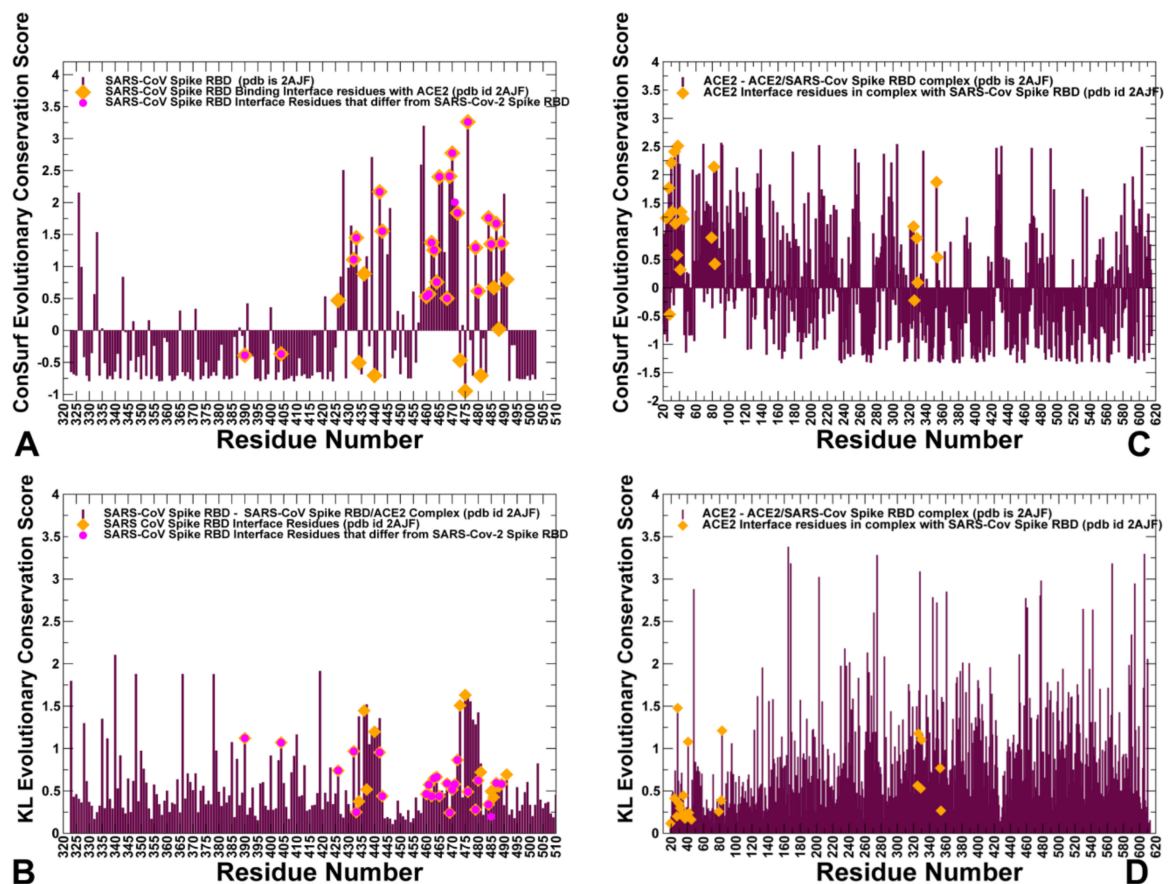 ConSurf Evolutionary Conservation Score
4
3.5
3
2.5
2
1.5
1
0.5
0
-0.5
-1
SARS-CoV Spike RBD (pdb is 2AJF)
SARS-CoV Spike RBD Binding Interface residues with ACE2 (pdb id 2AJF)
SARS-CoV Spike RBD Interface Residues that differ from SARS-Cov-2 Spike RBD
320 325 330 335 340 345 350 355 360 365 370 375 380 385 390 395 400 405 410 415 420 425 430 435 440 445 450 455 460 465 470 475 480 485 490 495 500 505 510
Residue Number
A
ConSurf Evolutionary Conservation Score
4
3.5
3
2.5
2
1.5
1
0.5
0
-0.5
-1
-1.5
-2
ACE2 - ACE2/SARS-Cov Spike RBD complex (pdb is 2AJF)
ACE2 Interface residues in complex with SARS-Cov Spike RBD (pdb id 2AJF)
20 40 60 80 100 120 140 160 180 200 220 240 260 280 300 320 340 360 380 400 420 440 460 480 500 520 540 560 580 600 620
Residue Number
C
KL Evolutionary Conservation Score
4
3.5
3
2.5
2
1.5
1
0.5
0
SARS-CoV Spike RBD - SARS-CoV Spike RBD/ACE2 Complex (pdb id 2AJF)
SARS CoV Spike RBD Interface Residues (pdb id 2AJF)
SARS-CoV Spike RBD Interface Residues that differ from SARS-Cov-2 Spike RBD
320 325 330 335 340 345 350 355 360 365 370 375 380 385 390 395 400 405 410 415 420 425 430 435 440 445 450 455 460 465 470 475 480 485 490 495 500 505 510
Residue Number
B
KL Evolutionary Conservation Score
4
3.5
3
2.5
2
1.5
1
0.5
0
ACE2 - ACE2/SARS-CoV Spike RBD complex (pdb is 2AJF)
ACE2 Interface residues in complex with SARS-Cov Spike RBD (pdb id 2AJF)
20 40 60 80 100 120 140 160 180 200 220 240 260 280 300 320 340 360 380 400 420 440 460 480 500 520 540 560 580 600 620
Residue Number
D